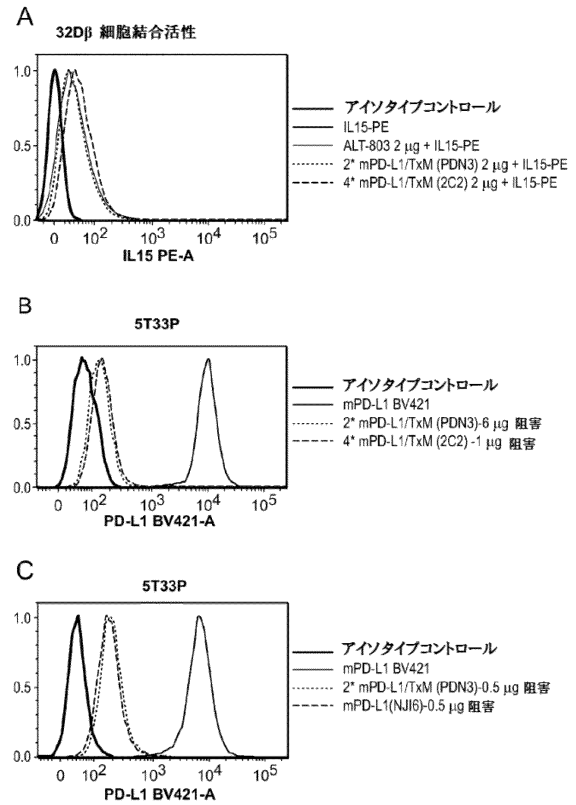 A
32Dβ 細胞結合活性
1.0
0.5
0.0
0 10² 10³ 10⁴ 10⁵
IL15 PE-A
アイソタイプコントロール
IL15-PE
ALT-803 2 μg + IL15-PE
2* mPD-L1/TxM (PDN3) 2 μg + IL15-PE
4* mPD-L1/TxM (2C2) 2 μg + IL15-PE
B
5T33P
1.0
0.5
0.0
0 10² 10³ 10⁴ 10⁵
PD-L1 BV421-A
アイソタイプコントロール
mPD-L1 BV421
2* mPD-L1/TxM (PDN3)-6 μg 阻害
4* mPD-L1/TxM (2C2) -1 μg 阻害
C
5T33P
1.0
0.5
0.0
0 10² 10³ 10⁴ 10⁵
PD-L1 BV421-A
アイソタイプコントロール
mPD-L1 BV421
2* mPD-L1/TxM (PDN3)-0.5 μg 阻害
mPD-L1(NJI6)-0.5 μg 阻害